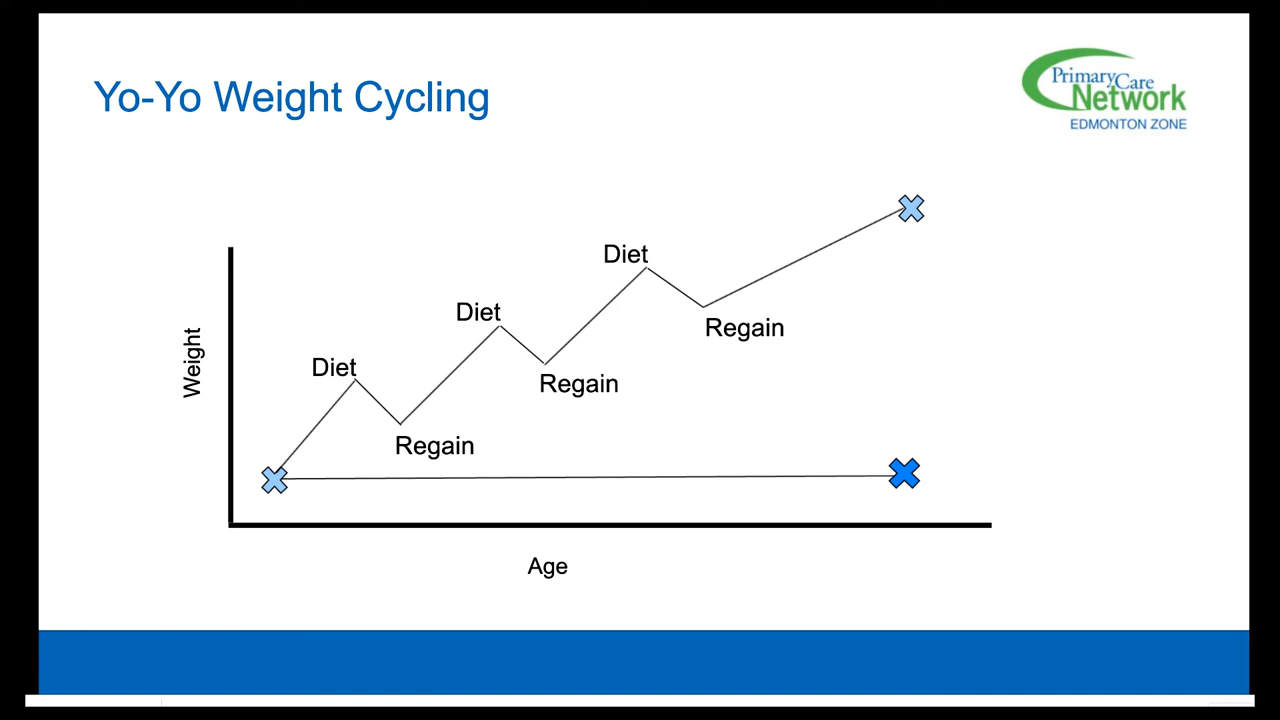 Yo-Yo Weight Cycling
Primary Care
Network
EDMONTON ZONE
Diet
Diet
Diet
Regain
Regain
Regain
Weight
Age